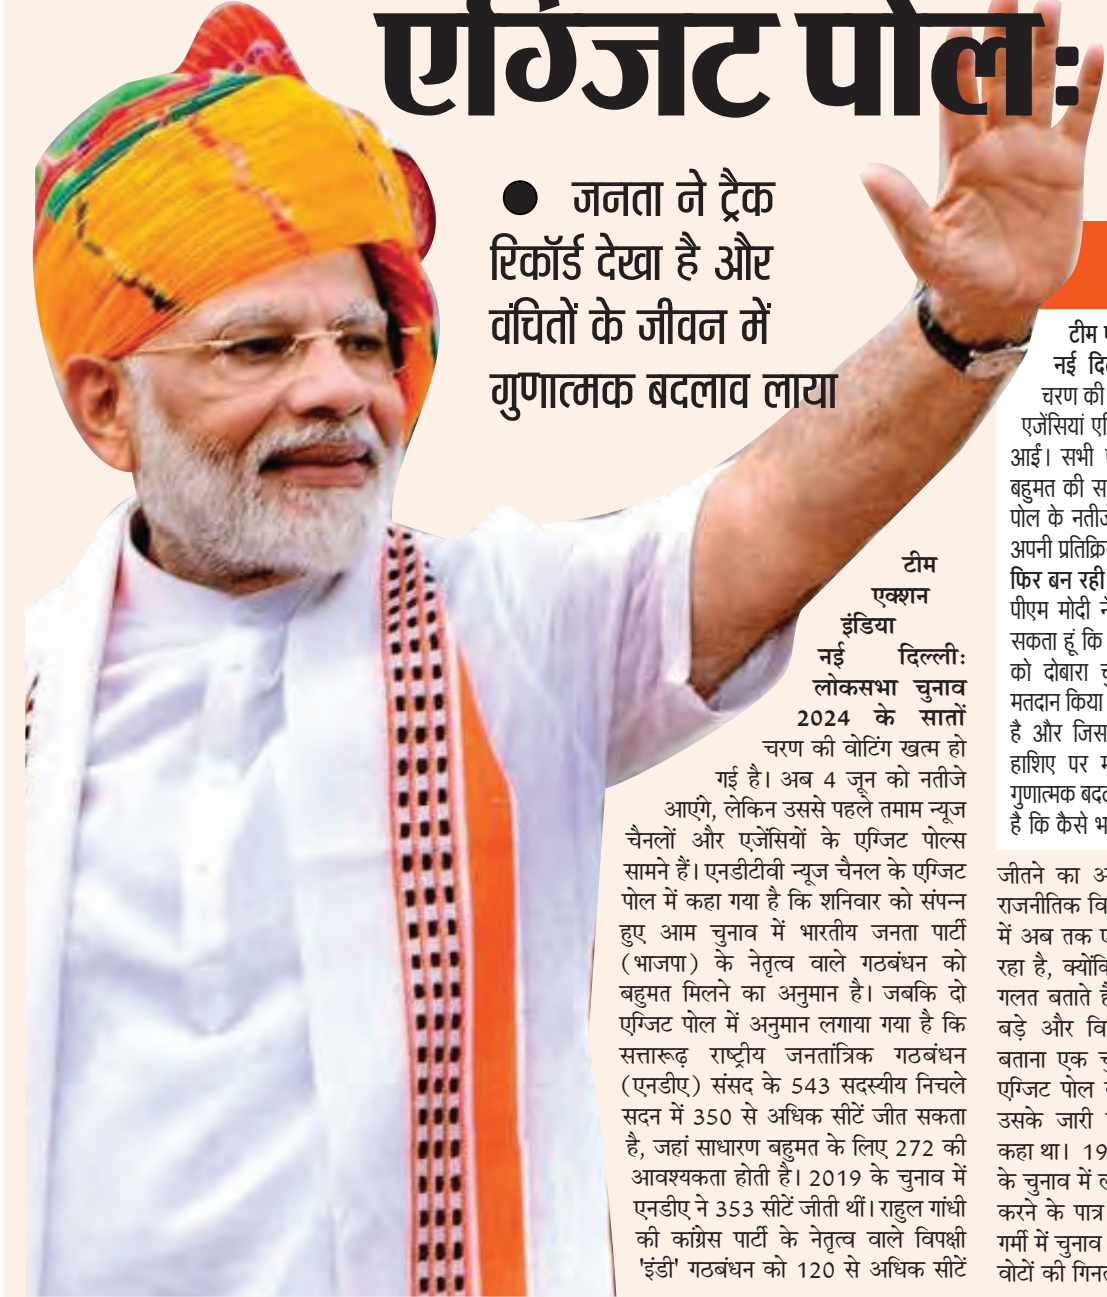 एग्जिट पोल:
● जनता ने ट्रैक
रिकॉर्ड देखा है और
वंचितों के जीवन में
गुणात्मक बदलाव लाया
टीम
एक्शन
इंडिया
नई दिल्ली:
लोकसभा चुनाव
2024 के सातों
चरण की वोटिंग खत्म हो
गई है। अब 4 जून को नतीजे
आएंगे, लेकिन उससे पहले तमाम न्यूज
चैनलों और एजेंसियों के एग्जिट पोल्स
सामने हैं। एनडीटीवी न्यूज चैनल के एग्जिट
पोल में कहा गया है कि शनिवार को संपन्न
हुए आम चुनाव में भारतीय जनता पार्टी
(भाजपा) के नेतृत्व वाले गठबंधन को
बहुमत मिलने का अनुमान है। जबकि दो
एग्जिट पोल में अनुमान लगाया गया है कि
सत्तारूढ़ राष्ट्रीय जनतांत्रिक गठबंधन
(एनडीए) संसद के 543 सदस्यीय निचले
सदन में 350 से अधिक सीटें जीत सकता
है, जहां साधारण बहुमत के लिए 272 की
आवश्यकता होती है। 2019 के चुनाव में
एनडीए ने 353 सीटें जीती थीं। राहुल गांधी
की कांग्रेस पार्टी के नेतृत्व वाले विपक्षी
'इंडी' गठबंधन को 120 से अधिक सीटें
टीम
नई
चरण की
एजेंसियां
आईं। सभी
बहुमत की
पोल के
अपनी
फिर बन रही
पीएम मोदी
सकता हूं कि
को दोबारा
मतदान किया
है और जिस
हाशिए पर
गुणात्मक
है कि कैसे
जीतने का
राजनीतिक
में अब तक
रहा है,
गलत बताते
बड़े और
बताना एक
एग्जिट पोल
उसके जारी
कहा था। 19
के चुनाव में
करने के पात्र
गर्मी में चुनाव
वोटों की